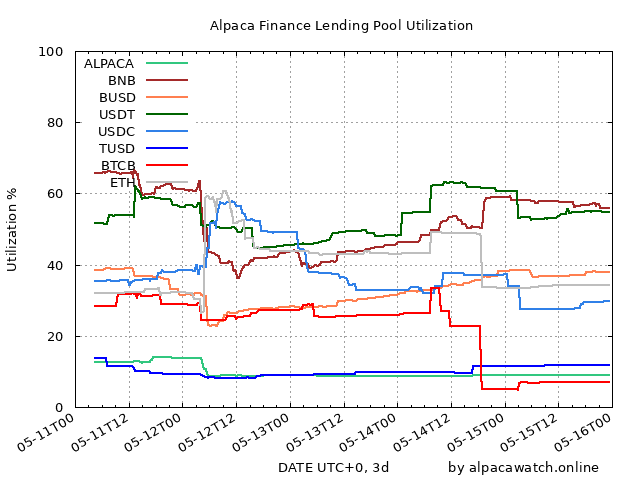 Alpaca Finance Lending Pool Utilization
100
80
60
40
20
0
Utilization %
ALPACA
BNB
BUSD
USDT
USDC
TUSD
BTCB
ETH
05-11T00
05-11T12
05-12T00
05-12T12
05-13T00
05-13T12
05-14T00
05-14T12
05-15T00
05-15T12
05-16T00
DATE UTC+0, 3d
by alpacawatch.online